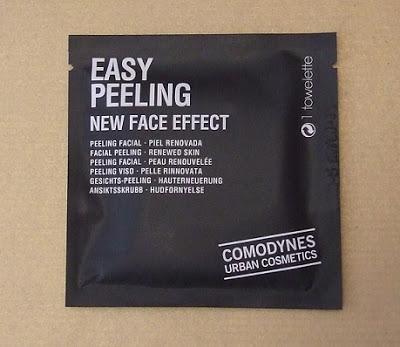 EASY
PEELING
NEW FACE EFFECT
PEELING FACIAL · PIEL RENOVADA
FACIAL PEELING · RENEWED SKIN
PEELING FACIAL · PEAU RENOUVELÉE
PEELING VISO · PELLE RINNOVATA
GESICHTS-PEELING · HAUTERNEUERUNG
ANSIKTSSKRUBB · HUDFORNYELSE
1 towelette
COMODYNES
URBAN COSMETICS